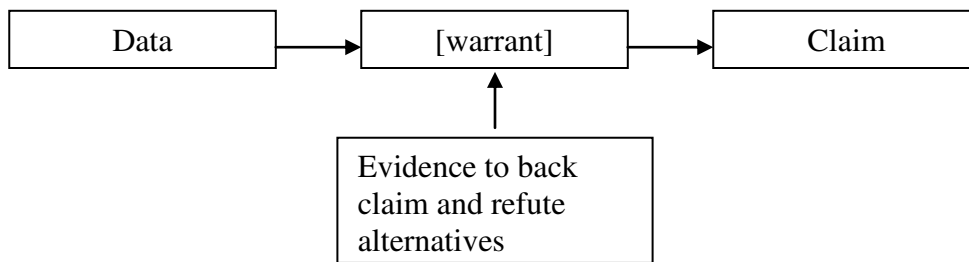 Data
[warrant]
Claim
Evidence to back
claim and refute
alternatives